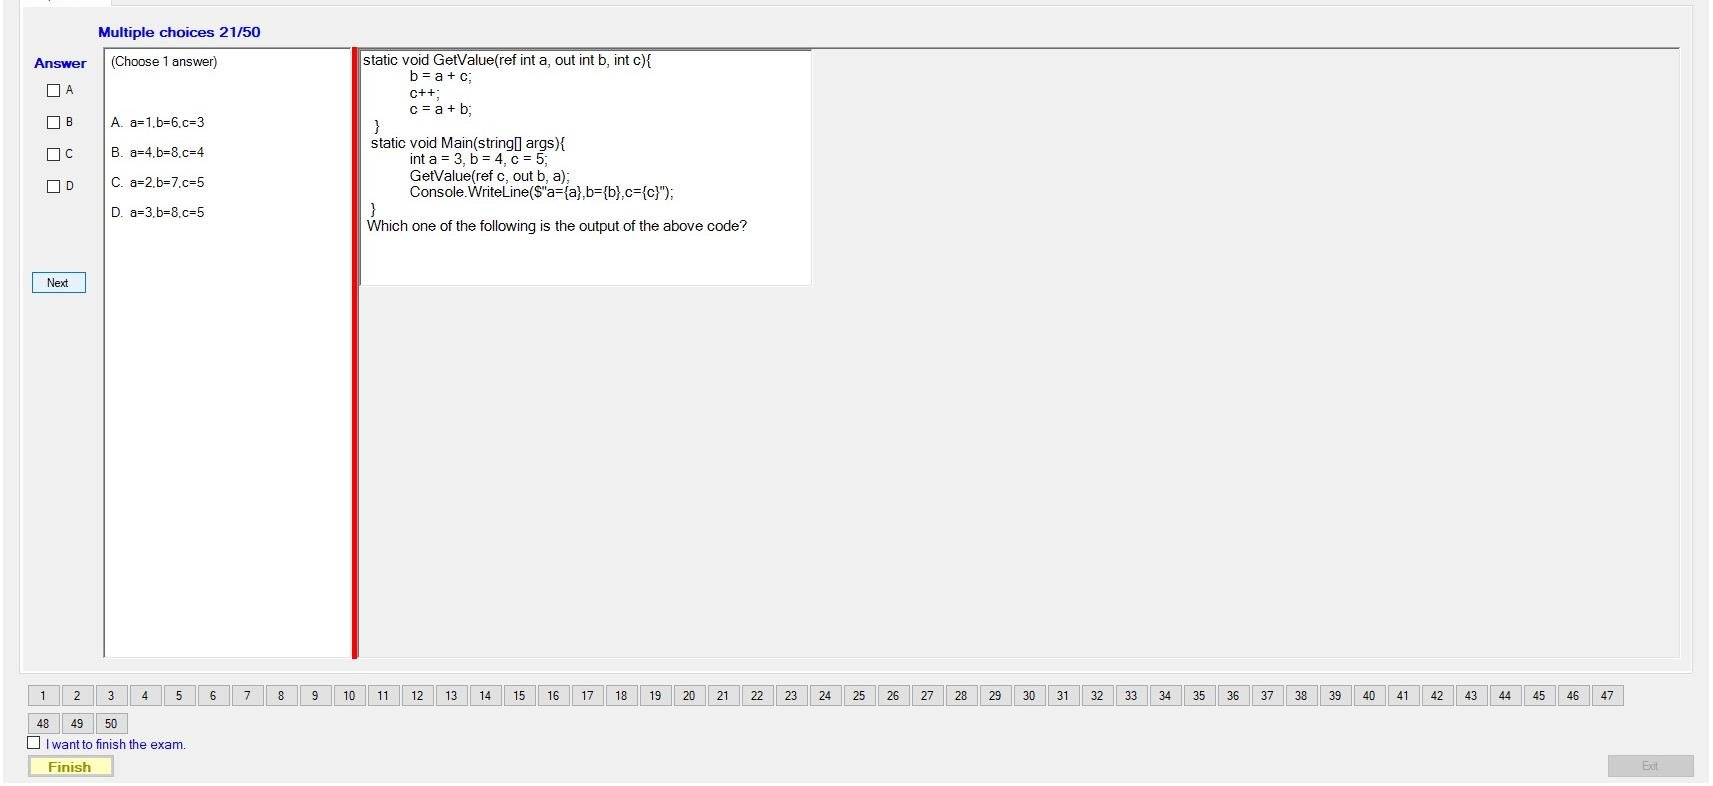 Multiple choices 21/50
Answer
A
B
C
D
Next
(Choose 1 answer)
A. a=1,b=6,c=3
B. a=4,b=8,c=4
C. a=2,b=7,c=5
D. a=3,b=8,c=5
static void GetValue(ref int a, out int b, int c){
b = a + c;
c++;
c = a + b;
}
static void Main(string[] args){
int a = 3, b = 4, c = 5;
GetValue(ref c, out b, a);
Console.WriteLine($"a={a},b={b},c={c}");
}
Which one of the following is the output of the above code?
1 2 3 4 5 6 7 8 9 10 11 12 13 14 15 16 17 18 19 20 21 22 23 24 25 26 27 28 29 30 31 32 33 34 35 36 37 38 39 40 41 42 43 44 45 46 47
48 49 50
I want to finish the exam.
Finish
Exit